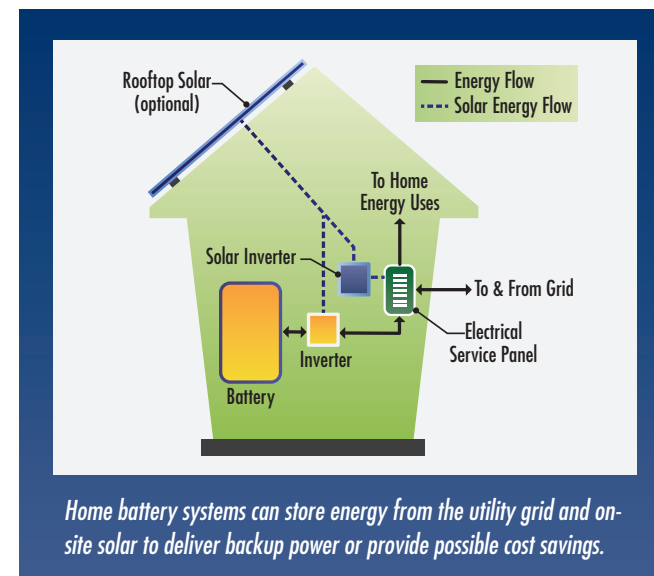 Rooftop Solar
(optional)
Energy Flow
Solar Energy Flow
To Home
Energy Uses
Solar Inverter
To & From Grid
Electrical
Service Panel
Inverter
Battery
Home battery systems can store energy from the utility grid and on-
site solar to deliver backup power or provide possible cost savings.